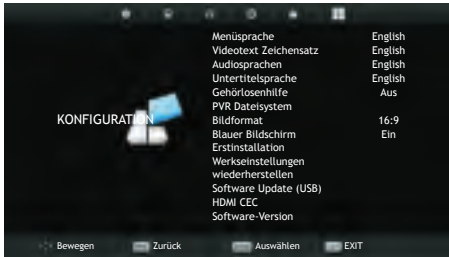 KONFIGURATION
Menüsprache English
Videotext Zeichensatz English
Audiosprachen English
Untertitelsprache English
Gehörlosenhilfe Aus
PVR Dateisystem
Bildformat 16:9
Blauer Bildschirm Ein
Erstinstallation
Werkseinstellungen
wiederherstellen
Software Update (USB)
HDMI CEC
Software-Version
Bewegen Zurück Auswählen EXIT